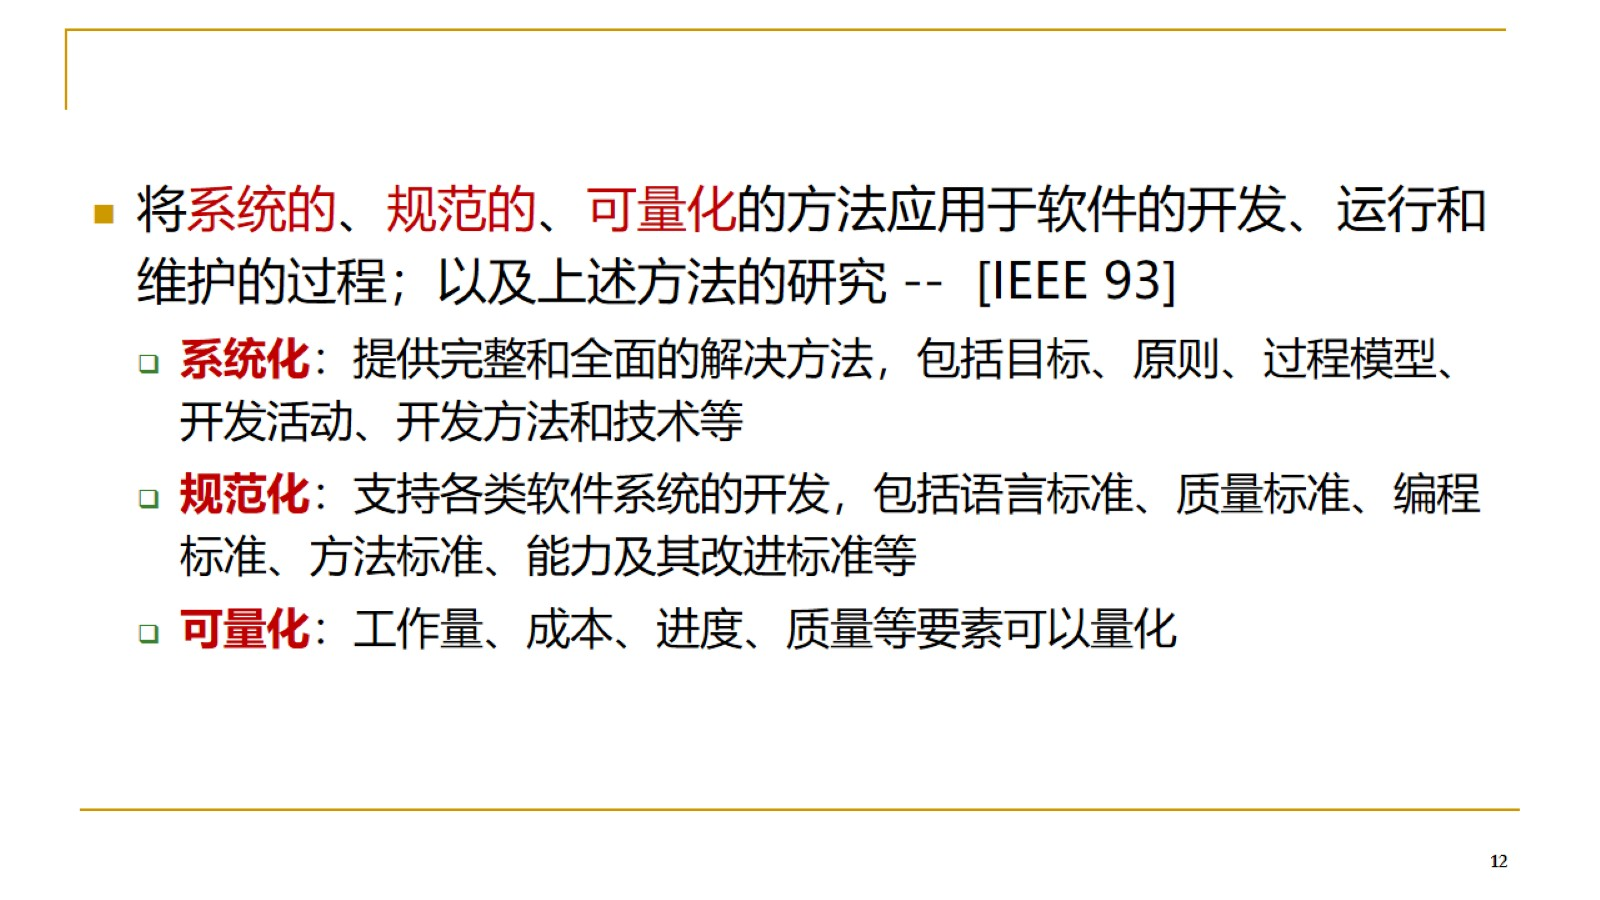 将系统的、规范的、可量化的方法应用于软件的开发、运行和
维护的过程；以及上述方法的研究 -- [IEEE 93]
系统化：提供完整和全面的解决方法，包括目标、原则、过程模型、
开发活动、开发方法和技术等
规范化：支持各类软件系统的开发，包括语言标准、质量标准、编程
标准、方法标准、能力及其改进标准等
可量化：工作量、成本、进度、质量等要素可以量化
12